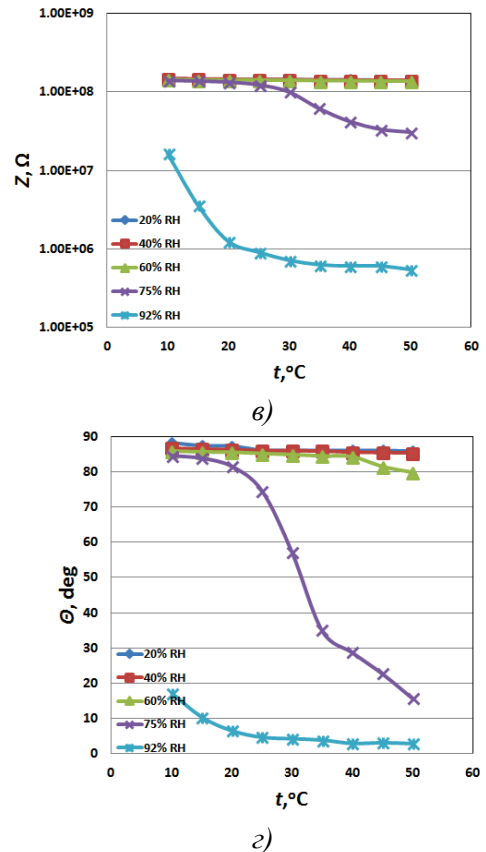 1.00E+09
1.00E+08
1.00E+07
1.00E+06
1.00E+05
Z, Ω
20% RH
40% RH
60% RH
75% RH
92% RH
0 10 20 30 40 50 60
t,°C
в)
90
80
70
60
50
40
30
20
10
0
Θ, deg
20% RH
40% RH
60% RH
75% RH
92% RH
0 10 20 30 40 50 60
t,°C
г)